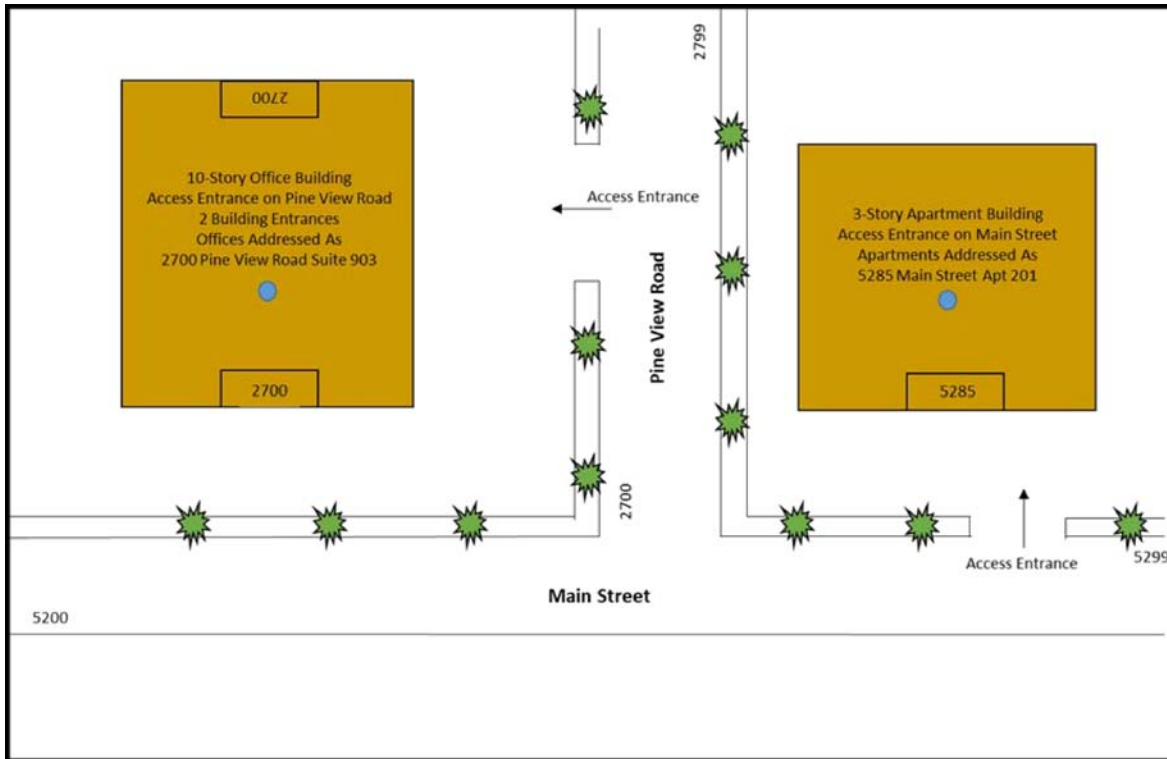 2700
10-Story Office Building
Access Entrance on Pine View Road
2 Building Entrances
Offices Addressed As
2700 Pine View Road Suite 903
2700
Access Entrance
Pine View Road
2799
2700
3-Story Apartment Building
Access Entrance on Main Street
Apartments Addressed As
5285 Main Street Apt 201
5285
Access Entrance
5299
Main Street
5200